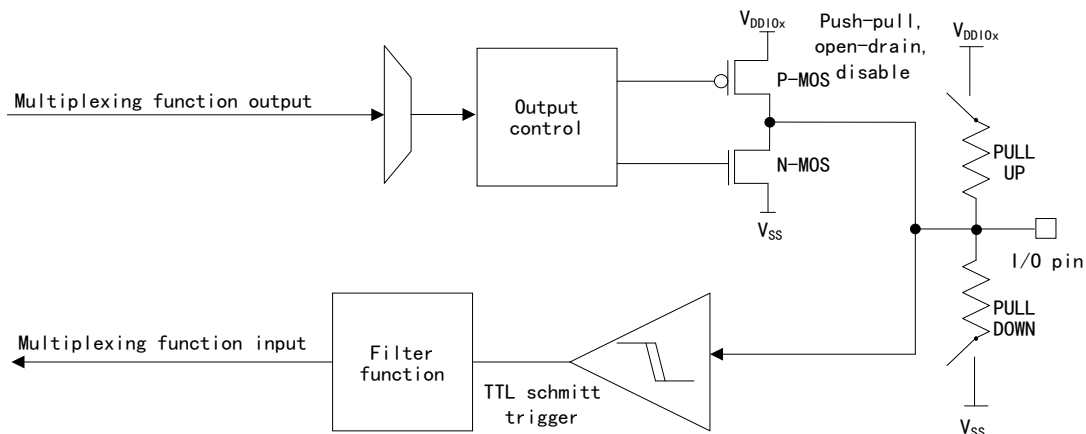 V_DDIOx
Push-pull,
open-drain,
disable
V_DDIOx
Multiplexing function output
Output
control
P-MOS
N-MOS
PULL
UP
V_SS
I/O pin
PULL
DOWN
Multiplexing function input
Filter
function
TTL schmitt
trigger
V_SS